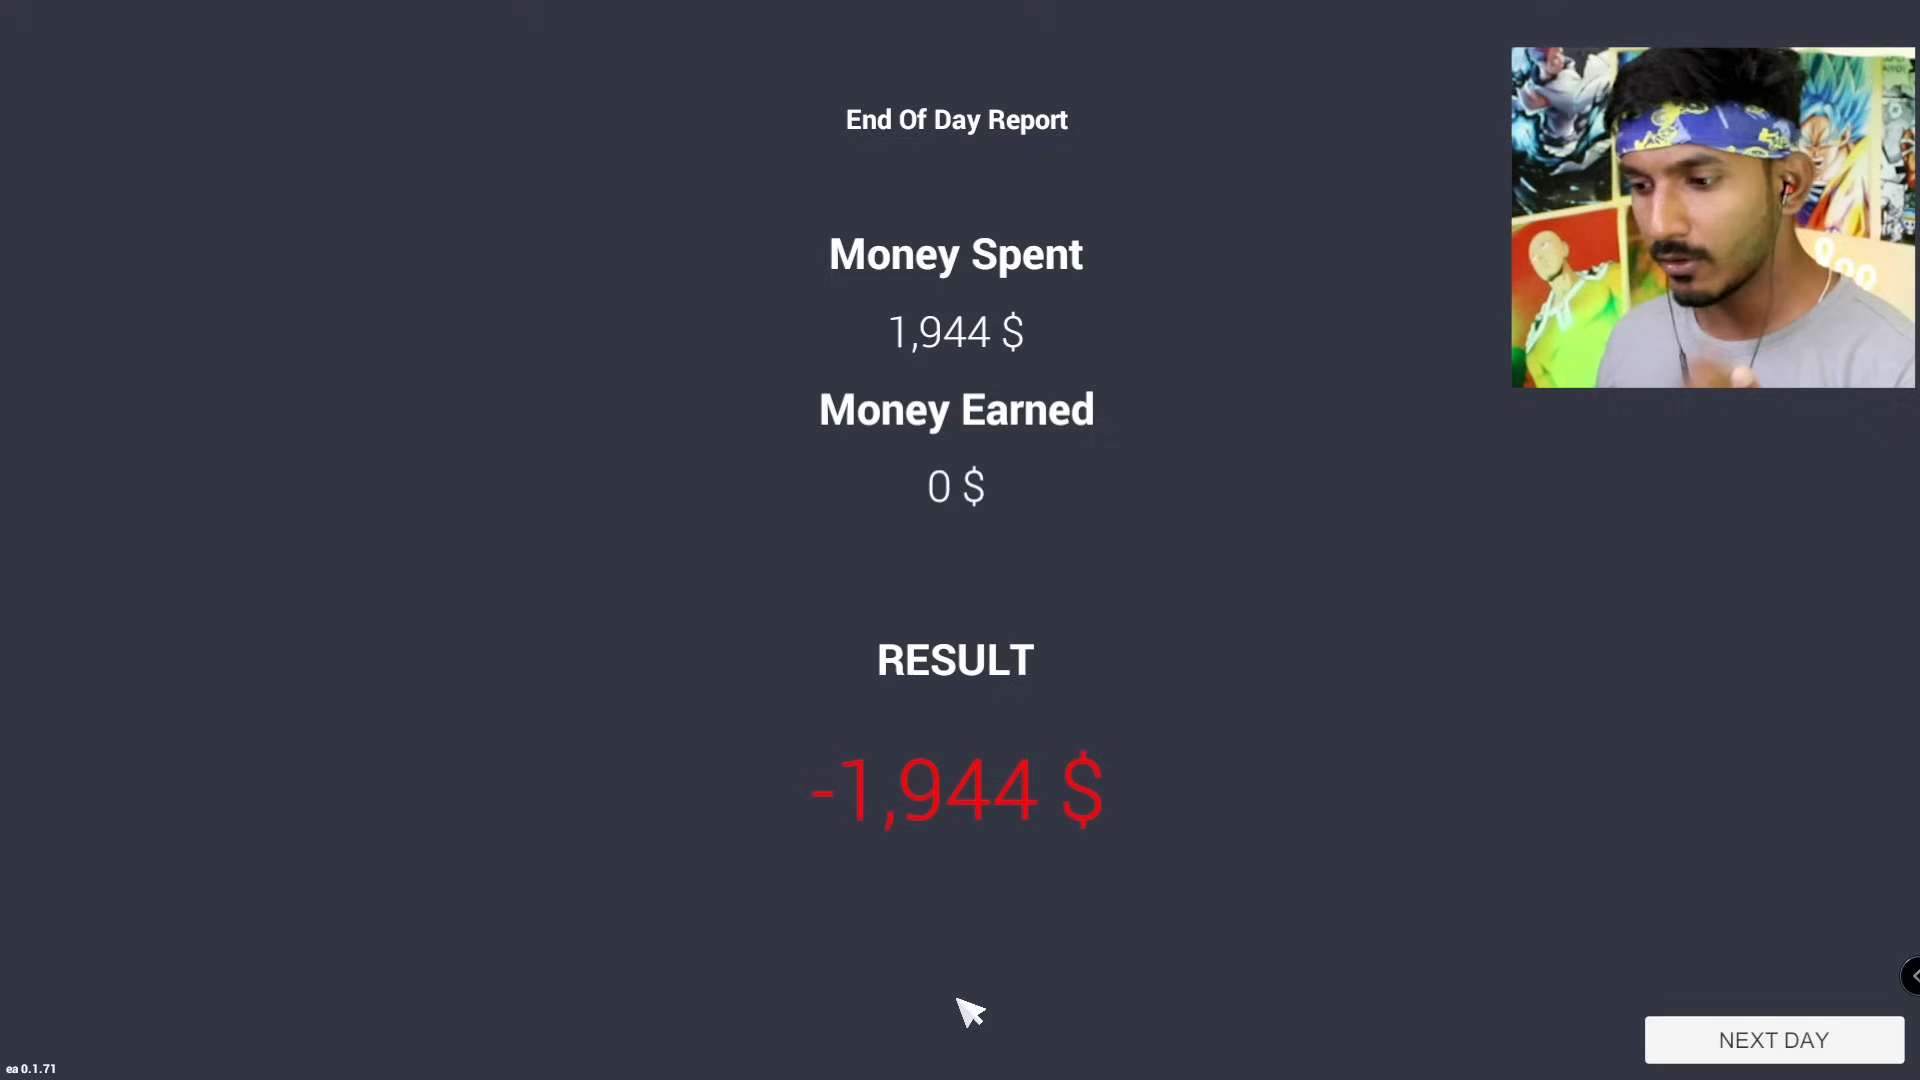 End Of Day Report
Money Spent
1,944 $
Money Earned
0 $
RESULT
-1,944 $
NEXT DAY
ea 0.1.71